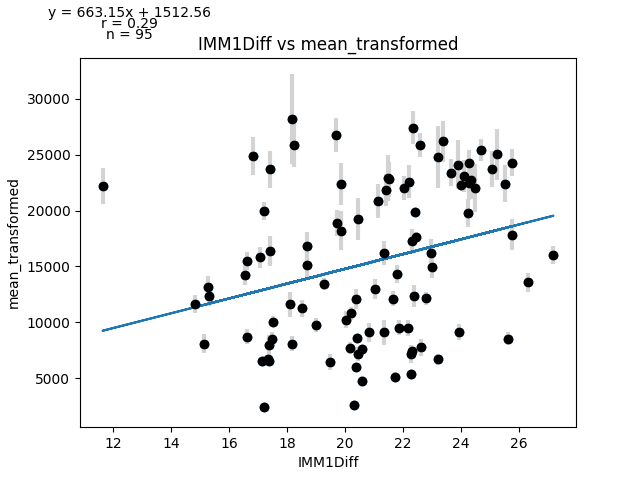 y = 663.15x + 1512.56
r = 0.29
n = 95
IMM1Diff vs mean_transformed
30000
25000
20000
15000
10000
5000
mean_transformed
12 14 16 18 20 22 24 26
IMM1Diff